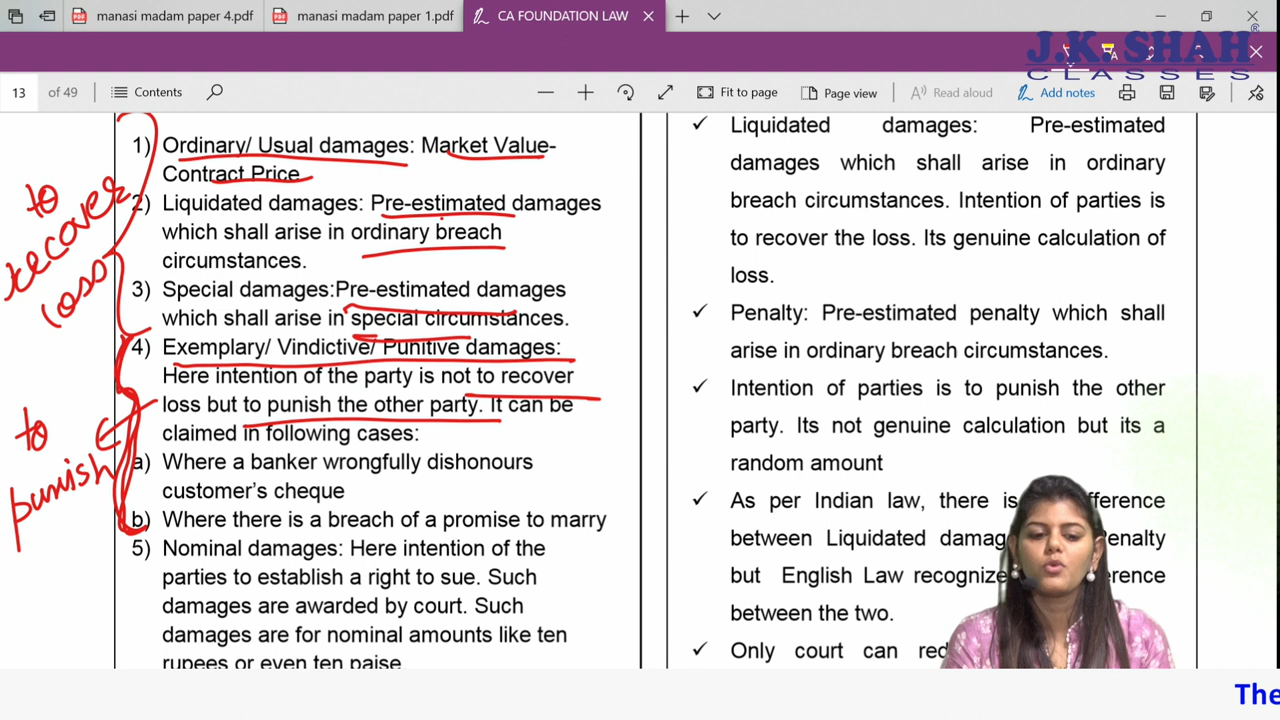 manasi madam paper 4.pdf
manasi madam paper 1.pdf
CA FOUNDATION LAW
J.K. SHAH®
CLASSES
13 of 49
Contents
Fit to page
Page view
Read aloud
Add notes
1) Ordinary/ Usual damages: Market Value-
Contract Price
2) Liquidated damages: Pre-estimated damages
which shall arise in ordinary breach
circumstances.
3) Special damages:Pre-estimated damages
which shall arise in special circumstances.
4) Exemplary/ Vindictive/ Punitive damages:
Here intention of the party is not to recover
loss but to punish the other party. It can be
claimed in following cases:
a) Where a banker wrongfully dishonours
customer's cheque
b) Where there is a breach of a promise to marry
5) Nominal damages: Here intention of the
parties to establish a right to sue. Such
damages are awarded by court. Such
damages are for nominal amounts like ten
rupees or even ten paise
to
recover
loss
to
punish
✓ Liquidated damages: Pre-estimated
damages which shall arise in ordinary
breach circumstances. Intention of parties is
to recover the loss. Its genuine calculation of
loss.
✓ Penalty: Pre-estimated penalty which shall
arise in ordinary breach circumstances.
✓ Intention of parties is to punish the other
party. Its not genuine calculation but its a
random amount
✓ As per Indian law, there is
between Liquidated
but English Law
between the two.
✓ Only court can
The